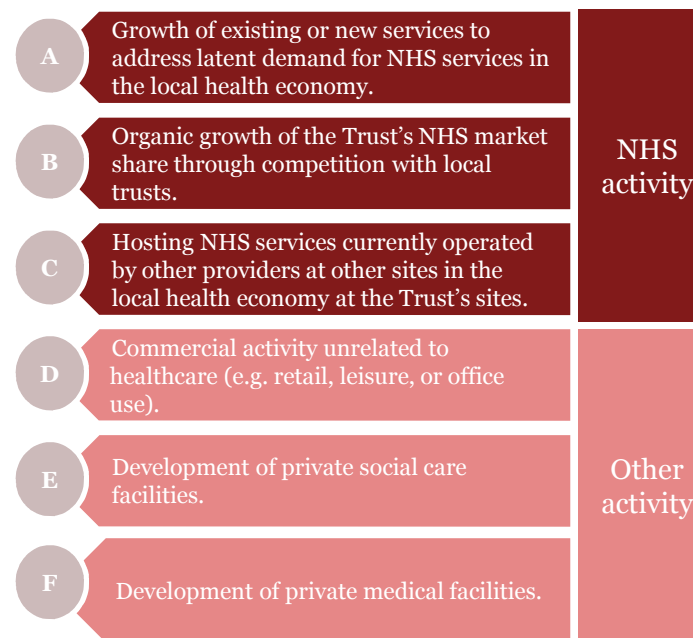 A
Growth of existing or new services to
address latent demand for NHS services in
the local health economy.
B
Organic growth of the Trust’s NHS market
share through competition with local
trusts.
C
Hosting NHS services currently operated
by other providers at other sites in the
local health economy at the Trust’s sites.
NHS
activity
D
Commercial activity unrelated to
healthcare (e.g. retail, leisure, or office
use).
E
Development of private social care
facilities.
F
Development of private medical facilities.
Other
activity